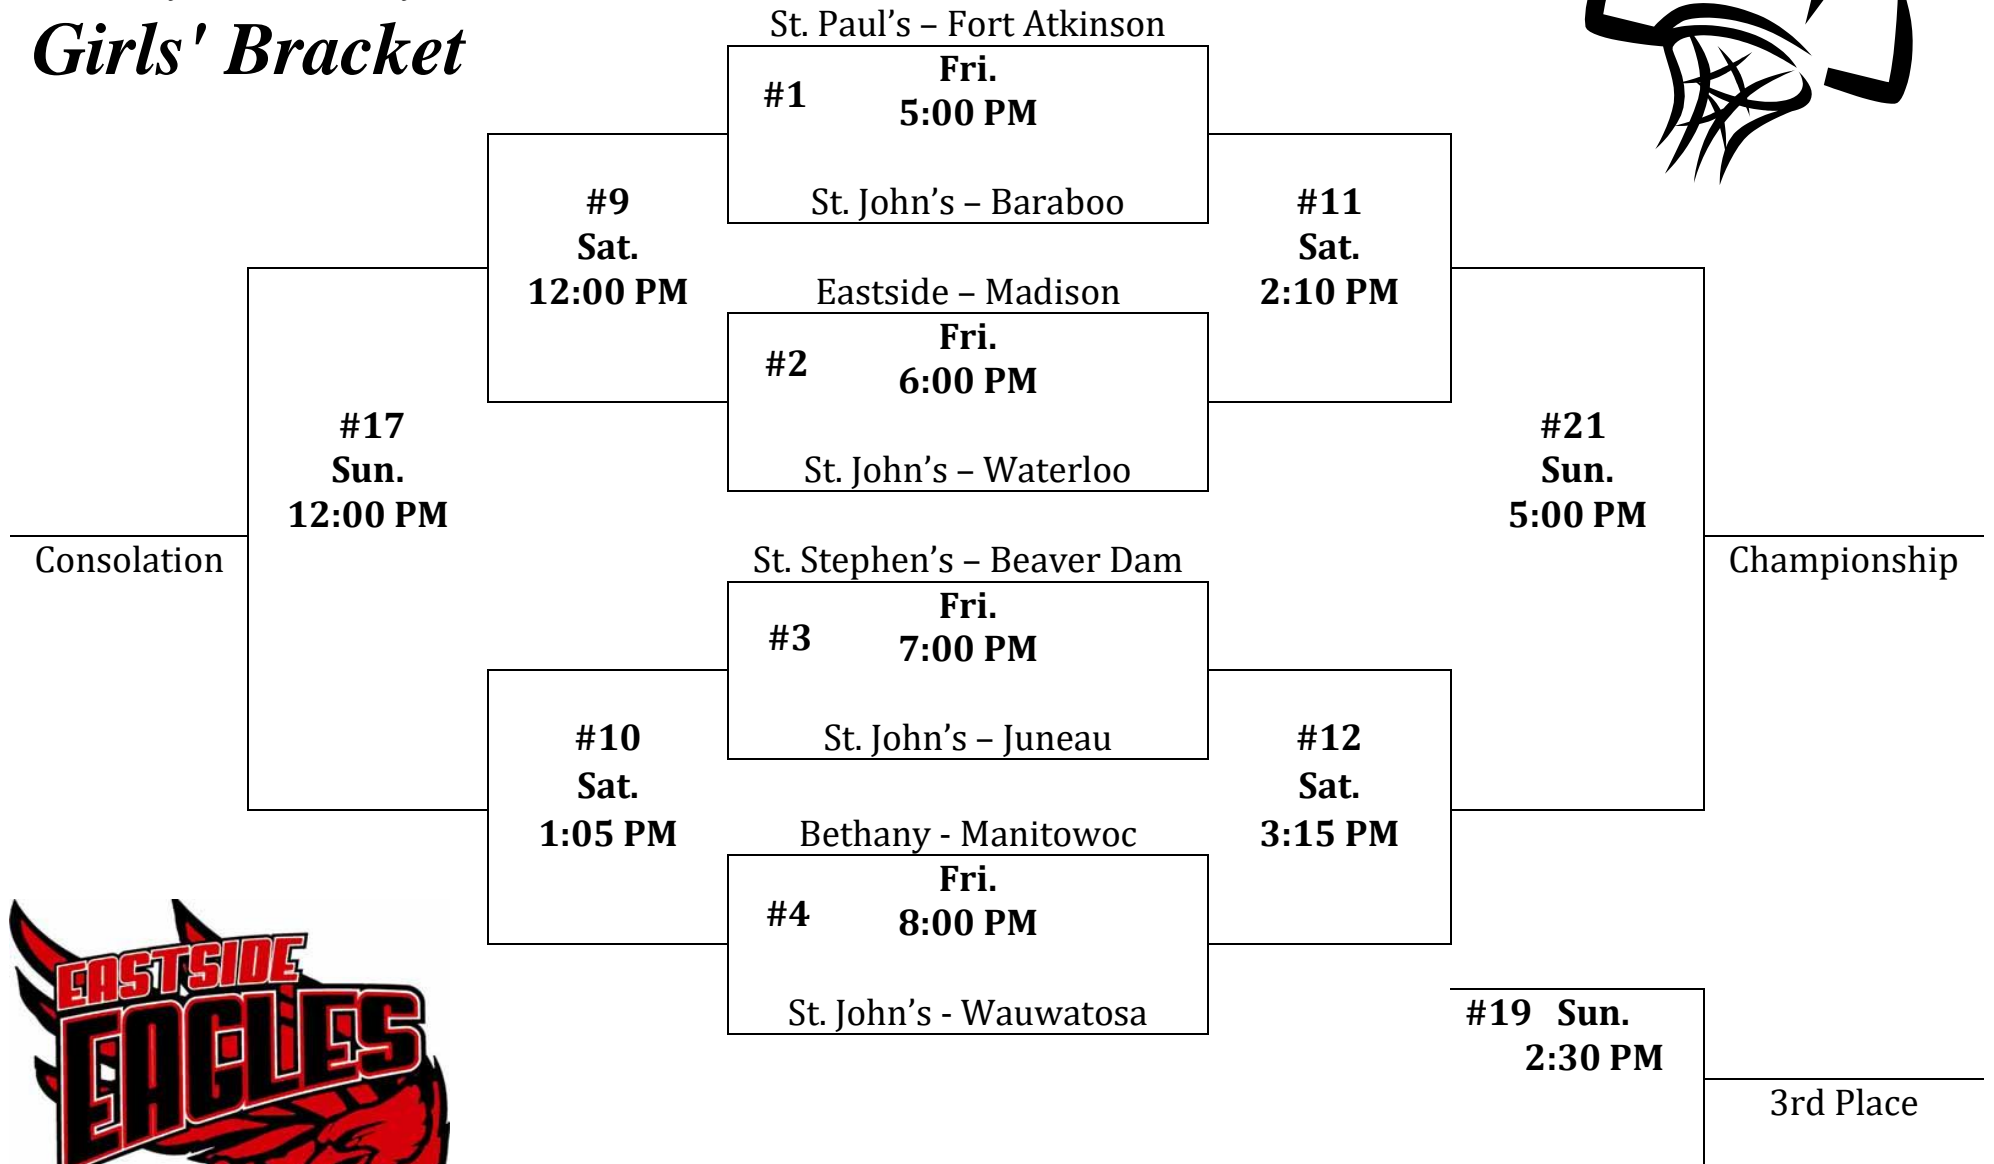 Girls' Bracket
St. Paul’s – Fort Atkinson
#1
Fri.
5:00 PM
St. John’s – Baraboo
#9
Sat.
12:00 PM
#11
Sat.
2:10 PM
Eastside – Madison
#2
Fri.
6:00 PM
St. John’s – Waterloo
#17
Sun.
12:00 PM
#21
Sun.
5:00 PM
Consolation
Championship
St. Stephen’s – Beaver Dam
#3
Fri.
7:00 PM
St. John’s – Juneau
#10
Sat.
1:05 PM
#12
Sat.
3:15 PM
Bethany - Manitowoc
#4
Fri.
8:00 PM
St. John’s - Wauwatosa
#19 Sun.
2:30 PM
3rd Place
EASTSIDE
EAGLES